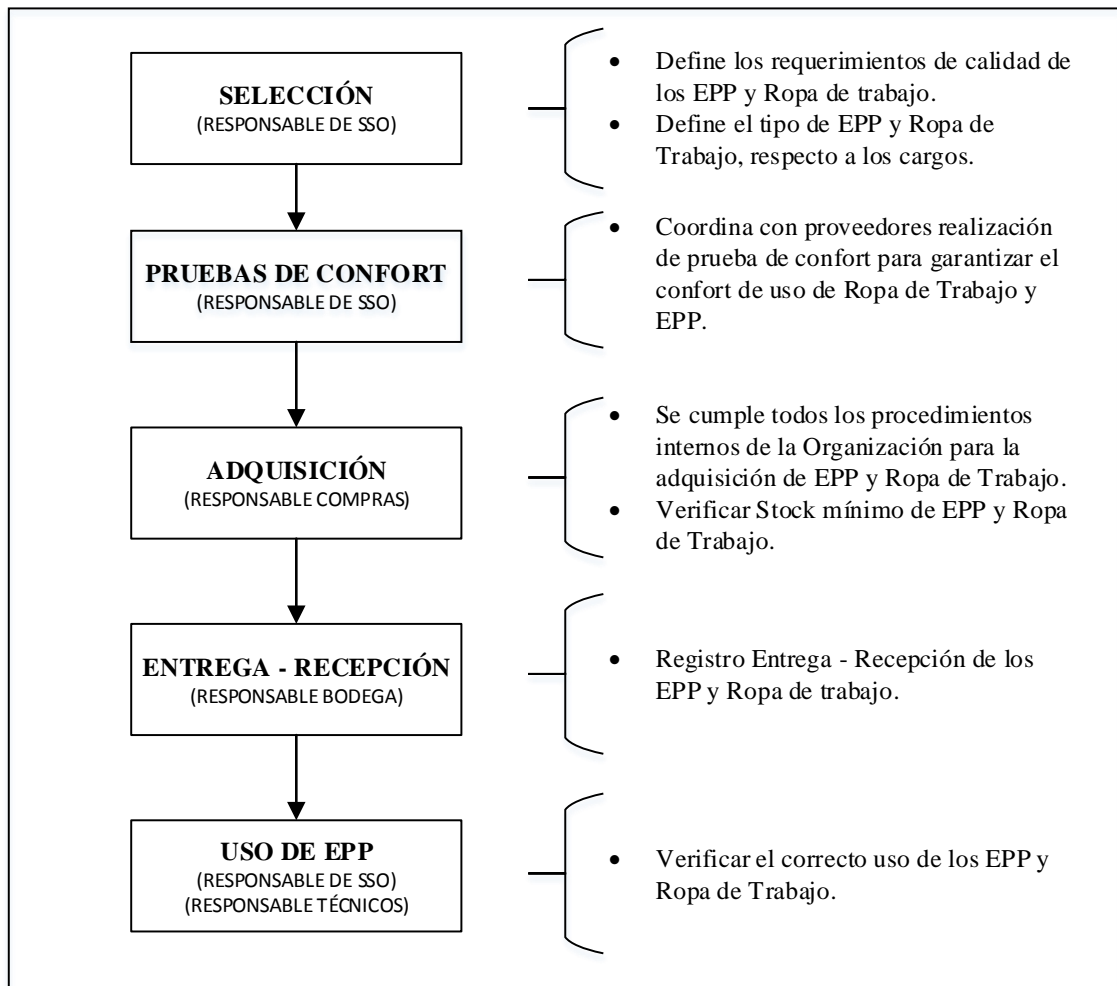 SELECCIÓN
(RESPONSABLE DE SSO)
• Define los requerimientos de calidad de
los EPP y Ropa de trabajo.
• Define el tipo de EPP y Ropa de
Trabajo, respecto a los cargos.
PRUEBAS DE CONFORT
(RESPONSABLE DE SSO)
• Coordina con proveedores realización
de prueba de confort para garantizar el
confort de uso de Ropa de Trabajo y
EPP.
ADQUISICIÓN
(RESPONSABLE COMPRAS)
• Se cumple todos los procedimientos
internos de la Organización para la
adquisición de EPP y Ropa de Trabajo.
• Verificar Stock mínimo de EPP y Ropa
de Trabajo.
ENTREGA - RECEPCIÓN
(RESPONSABLE BODEGA)
• Registro Entrega - Recepción de los
EPP y Ropa de trabajo.
USO DE EPP
(RESPONSABLE DE SSO)
(RESPONSABLE TÉCNICOS)
• Verificar el correcto uso de los EPP y
Ropa de Trabajo.